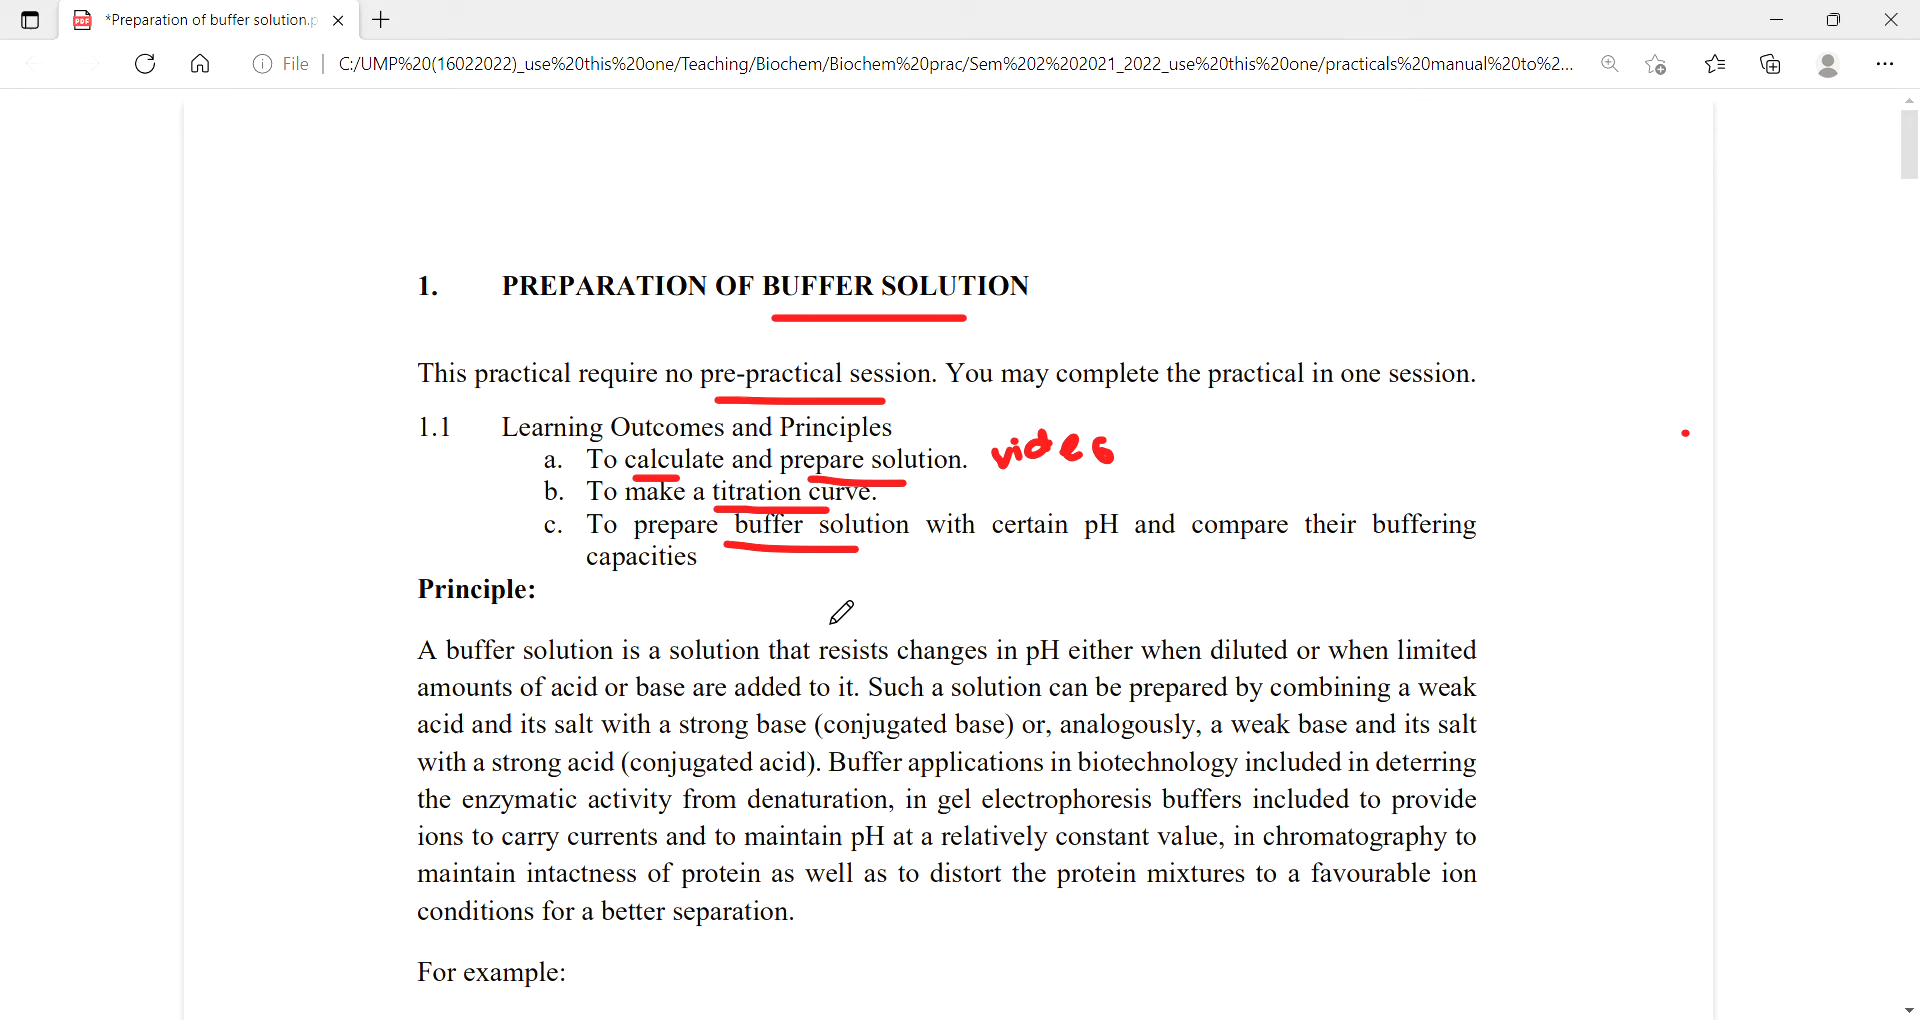 *Preparation of buffer solution.p
File
C:/UMP%20(16022022)_use%20this%20one/Teaching/Biochem/Biochem%20prac/Sem%202%202021_2022_use%20this%20one/practicals%20manual%20to%2...
1. PREPARATION OF BUFFER SOLUTION
This practical require no pre-practical session. You may complete the practical in one session.
1.1 Learning Outcomes and Principles
a. To calculate and prepare solution. video
b. To make a titration curve.
c. To prepare buffer solution with certain pH and compare their buffering
capacities
Principle:
A buffer solution is a solution that resists changes in pH either when diluted or when limited
amounts of acid or base are added to it. Such a solution can be prepared by combining a weak
acid and its salt with a strong base (conjugated base) or, analogously, a weak base and its salt
with a strong acid (conjugated acid). Buffer applications in biotechnology included in deterring
the enzymatic activity from denaturation, in gel electrophoresis buffers included to provide
ions to carry currents and to maintain pH at a relatively constant value, in chromatography to
maintain intactness of protein as well as to distort the protein mixtures to a favourable ion
conditions for a better separation.
For example: